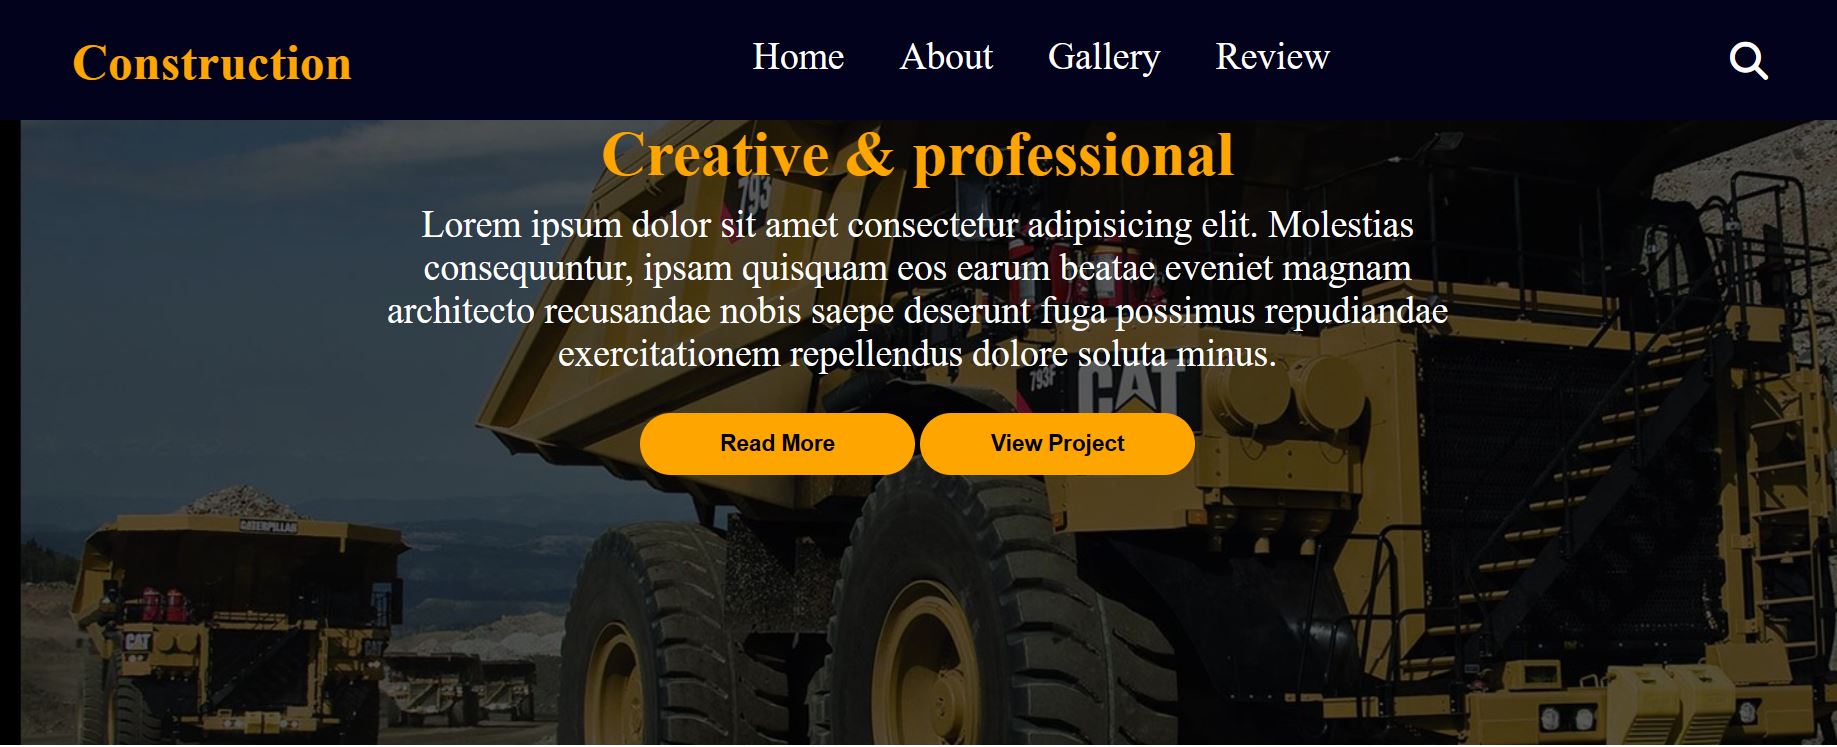 Construction
Home About Gallery Review
Creative & professional
793
Lorem ipsum dolor sit amet consectetur adipisicing elit. Molestias
consequuntur, ipsam quisquam eos earum beatae eveniet magnam
architecto recusandae nobis saepe deserunt fuga possimus repudiandae
exercitationem repellendus dolore soluta minus.
793F
CAT
Read More View Project
CATERPILLAR
CAT